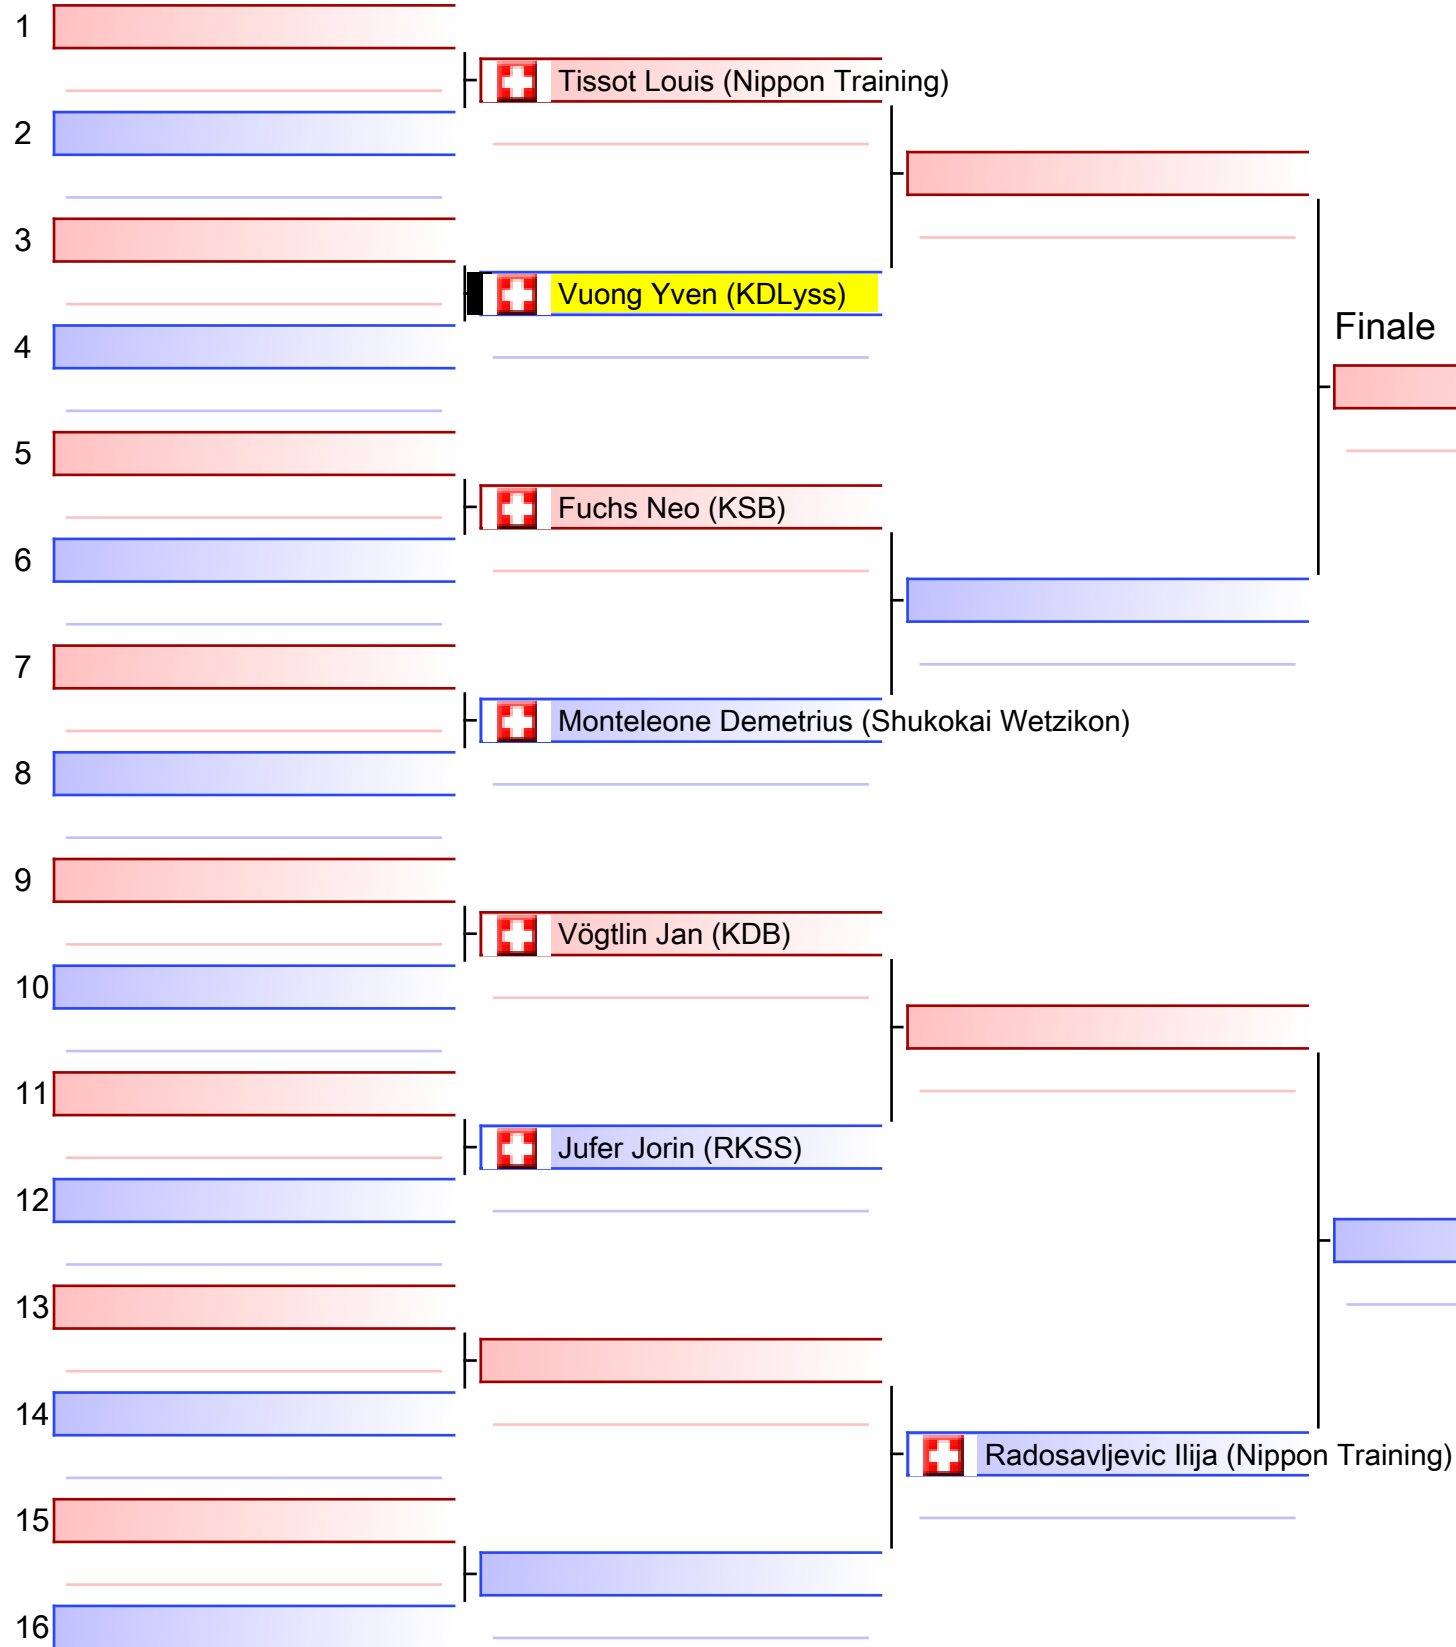 1
Tissot Louis (Nippon Training)
2
3
Vuong Yven (KDLyss)
Finale
4
5
Fuchs Neo (KSB)
6
7
Monteleone Demetrius (Shukokai Wetzikon)
8
9
Vögtlin Jan (KDB)
10
11
Jufer Jorin (RKSS)
12
13
14
Radosavljevic Ilija (Nippon Training)
15
16